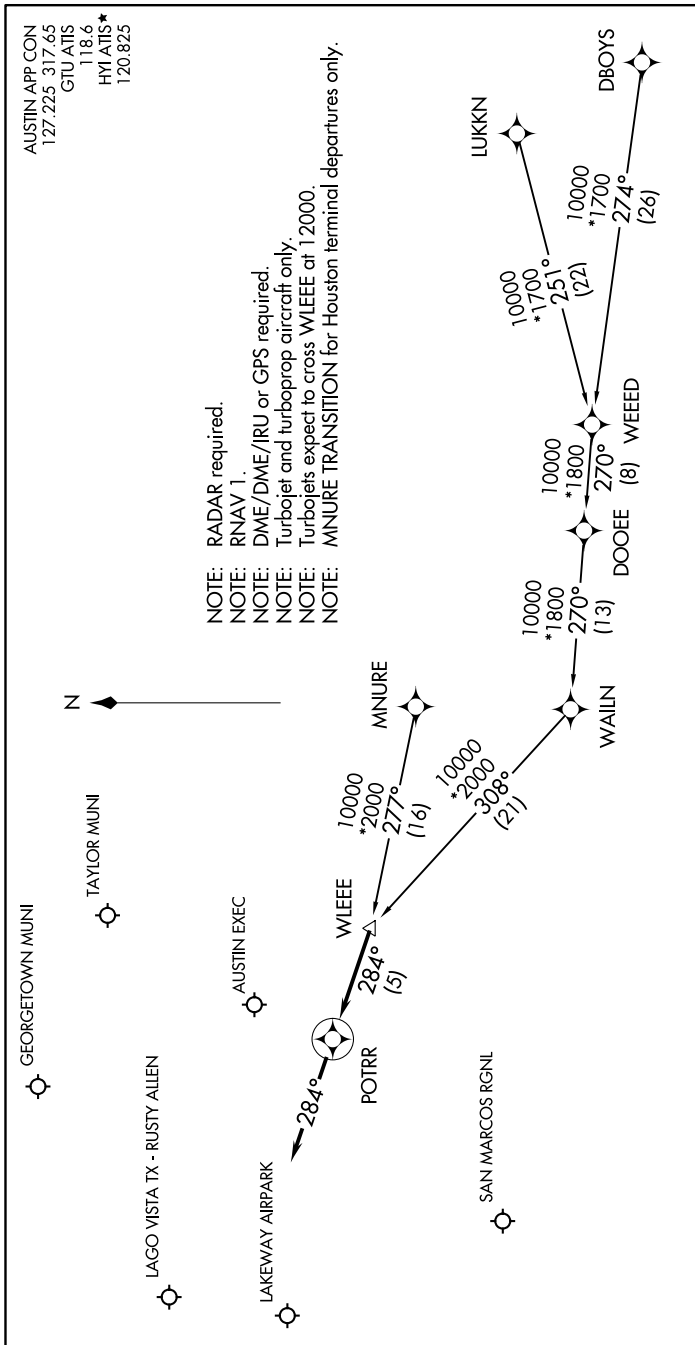 AUSTIN APP CON
127.225 317.65
GTU ATIS
118.6
HYI ATIS★
120.825
NOTE: RADAR required.
NOTE: RNAV 1.
NOTE: DME/DME/IRU or GPS required.
NOTE: Turbojet and turboprop aircraft only.
NOTE: Turbojets expect to cross WLEEE at 12000.
NOTE: MNURE TRANSITION for Houston terminal departures only.
N
GEORGETOWN MUNI
TAYLOR MUNI
LAGO VISTA TX - RUSTY ALLEN
AUSTIN EXEC
LAKEWAY AIRPARK
SAN MARCOS RGNL
284°
POTRR
284°
(5)
WLEEE
10000
*2000
277°
(16)
MNURE
10000
*2000
308°
(21)
WAILN
10000
*1800
270°
(13)
DOOEE
10000
*1800
270°
(8)
WEEED
10000
*1700
251°
(22)
LUKKN
10000
*1700
274°
(26)
DBOYS